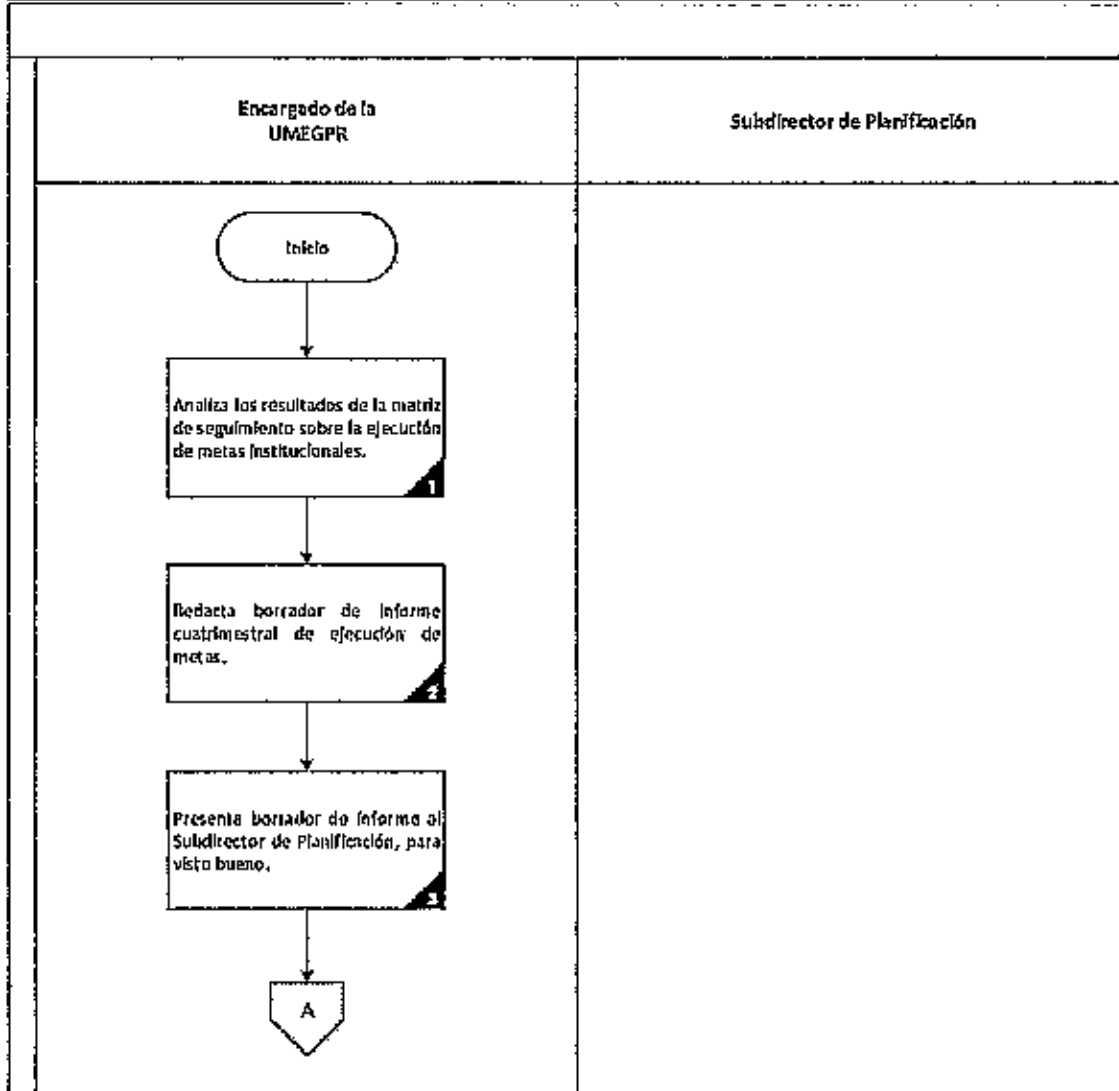 Encargado de la
UMEGPR
Subdirector de Planificación
Inicio
Analiza los resultados de la matriz
de seguimiento sobre la ejecución
de metas institucionales.
1
Redacta borrador de informe
cuatrimestral de ejecución de
metas.
2
Presenta borrador de informe al
Subdirector de Planificación, para
visto bueno.
3
A